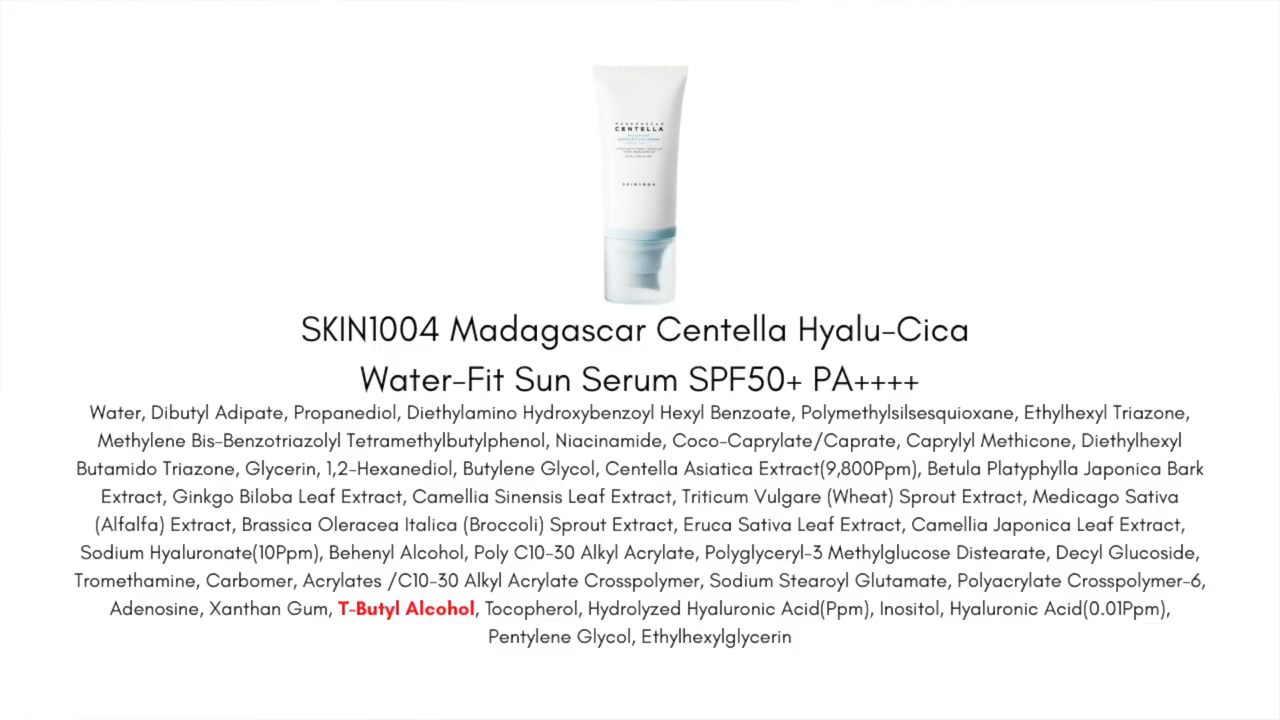 MADAGASCAR
CENTELLA
SKIN1004
SKIN1004 Madagascar Centella Hyalu-Cica
Water-Fit Sun Serum SPF50+ PA++++
Water, Dibutyl Adipate, Propanediol, Diethylamino Hydroxybenzoyl Hexyl Benzoate, Polymethylsilsesquioxane, Ethylhexyl Triazone,
Methylene Bis-Benzotriazolyl Tetramethylbutylphenol, Niacinamide, Coco-Caprylate/Caprate, Caprylyl Methicone, Diethylhexyl
Butamido Triazone, Glycerin, 1,2-Hexanediol, Butylene Glycol, Centella Asiatica Extract(9,800Ppm), Betula Platyphylla Japonica Bark
Extract, Ginkgo Biloba Leaf Extract, Camellia Sinensis Leaf Extract, Triticum Vulgare (Wheat) Sprout Extract, Medicago Sativa
(Alfalfa) Extract, Brassica Oleracea Italica (Broccoli) Sprout Extract, Eruca Sativa Leaf Extract, Camellia Japonica Leaf Extract,
Sodium Hyaluronate(10Ppm), Behenyl Alcohol, Poly C10-30 Alkyl Acrylate, Polyglyceryl-3 Methylglucose Distearate, Decyl Glucoside,
Tromethamine, Carbomer, Acrylates /C10-30 Alkyl Acrylate Crosspolymer, Sodium Stearoyl Glutamate, Polyacrylate Crosspolymer-6,
Adenosine, Xanthan Gum, T-Butyl Alcohol, Tocopherol, Hydrolyzed Hyaluronic Acid(Ppm), Inositol, Hyaluronic Acid(0.01Ppm),
Pentylene Glycol, Ethylhexylglycerin